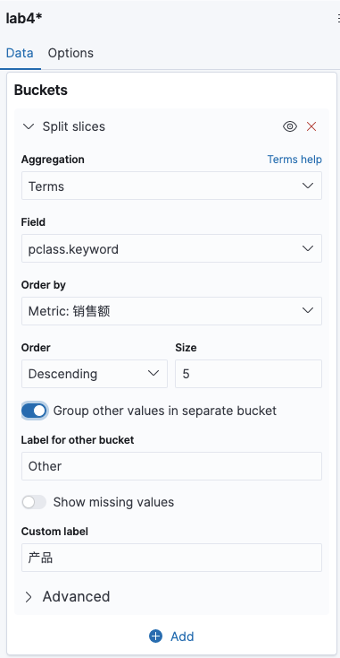 lab4*
Data Options
Buckets
Split slices
Aggregation Terms help
Terms
Field
pclass.keyword
Order by
Metric: 销售额
Order Size
Descending 5
Group other values in separate bucket
Label for other bucket
Other
Show missing values
Custom label
产品
Advanced
Add